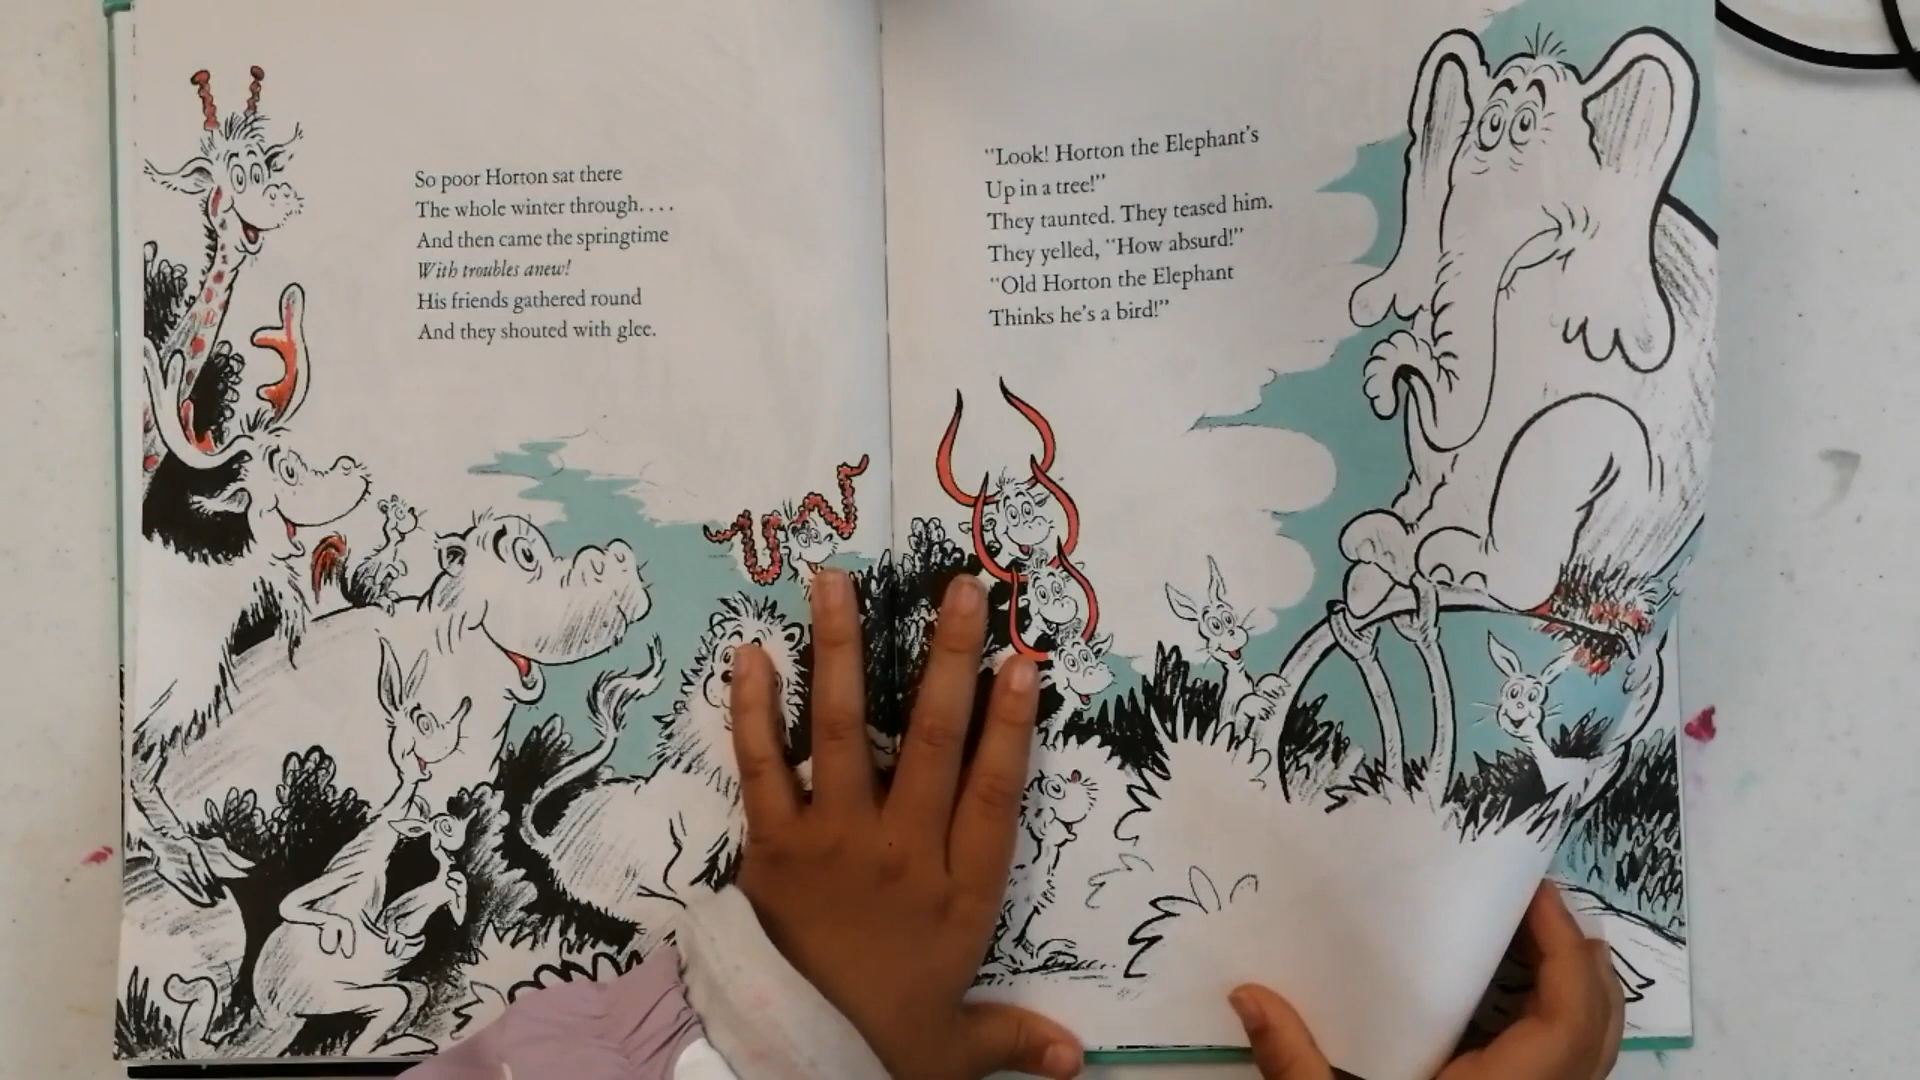 So poor Horton sat there
The whole winter through. . . .
And then came the springtime
With troubles anew!
His friends gathered round
And they shouted with glee.
"Look! Horton the Elephant's
Up in a tree!"
They taunted. They teased him.
They yelled, "How absurd!"
"Old Horton the Elephant
Thinks he's a bird!"